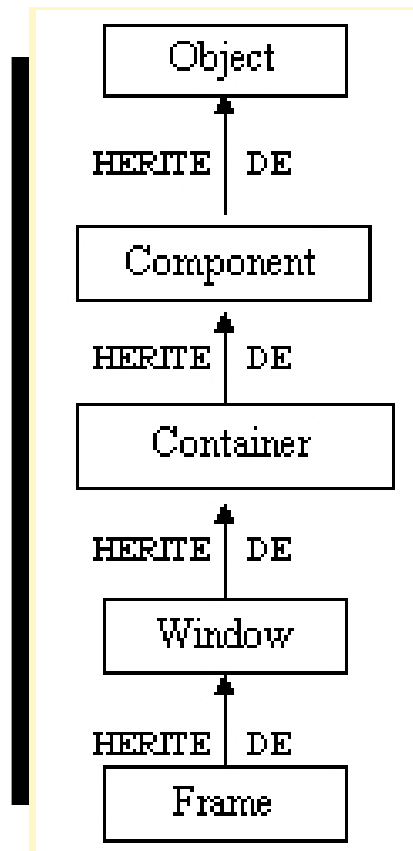 Object
HERITE DE
Component
HERITE DE
Container
HERITE DE
Window
HERITE DE
Frame